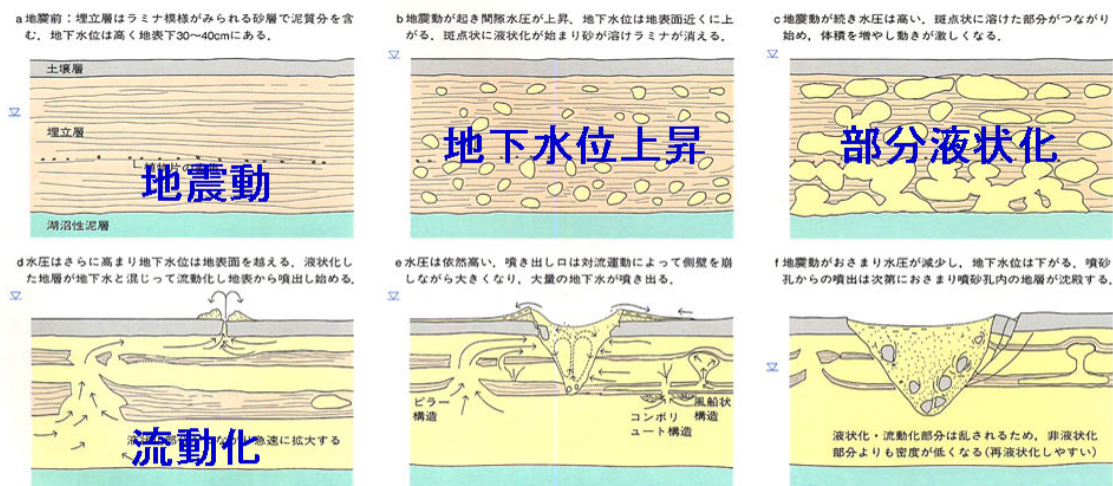 a 地震前：埋立層はラミナ模様がみられる砂層で泥質分を含
む。地下水位は高く地表下30〜40cmにある。
土壌層
埋立層
地震動
湖沼性泥層
b 地震動が起き間隙水圧が上昇。地下水位は地表面近くに上
がる。斑点状に液状化が始まり砂が溶けラミナが消える。
地下水位上昇
c 地震動が続き水圧は高い。斑点状に溶けた部分がつながり
始め，体積を増やし動きが激しくなる。
部分液状化
d 水圧はさらに高まり地下水位は地表面を越える。液状化し
た地層が地下水と混じって流動化し地表から噴出し始める。
急速に拡大する
流動化
e 水圧は依然高い，噴き出し口は対流運動によって側壁を崩
しながら大きくなり，大量の地下水が噴き出る。
ピラー
構造
コンボリ
ュート構造
風船状
構造
f 地震動がおさまり水圧が減少し，地下水位は下がる。噴砂
孔からの噴出は次第におさまり噴砂孔内の地層が沈殿する。
液状化・流動化部分は乱されるため，非液状化
部分よりも密度が低くなる(再液状化しやすい)